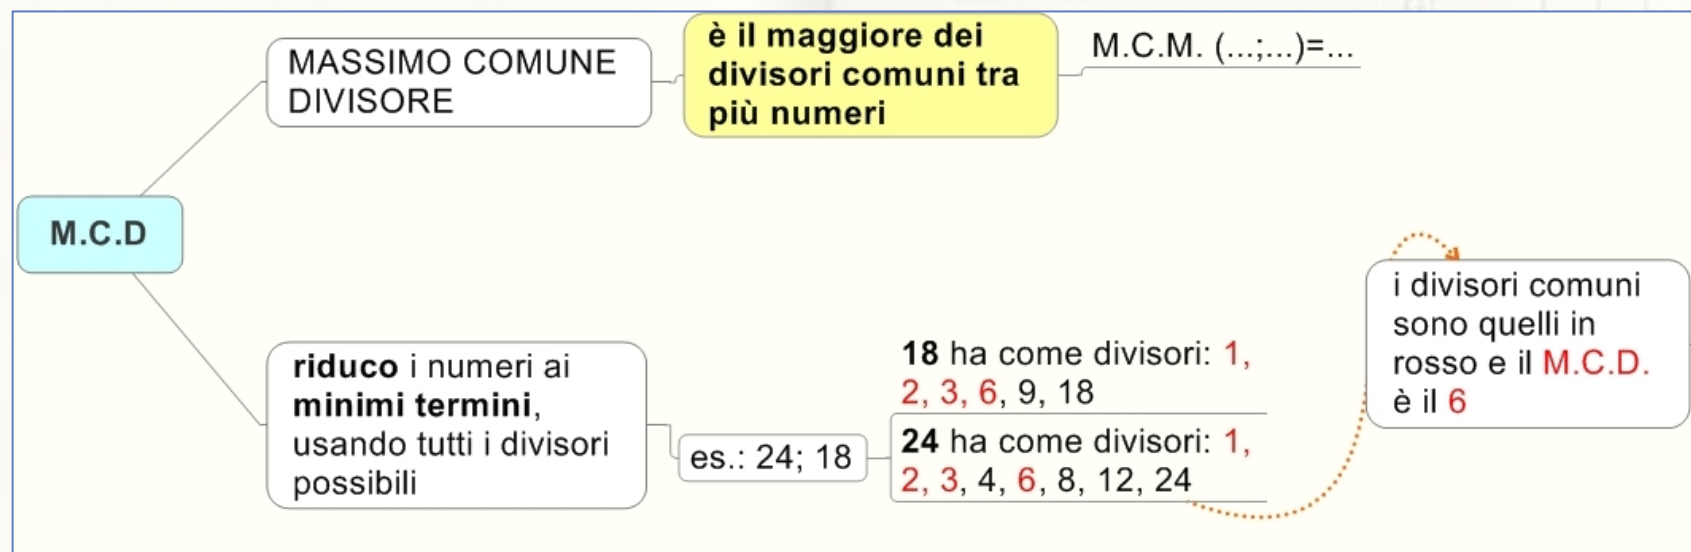 MASSIMO COMUNE
DIVISORE
è il maggiore dei
divisori comuni tra
più numeri
M.C.M. (...;...)=...
M.C.D
riduco i numeri ai
minimi termini,
usando tutti i divisori
possibili
es.: 24; 18
18 ha come divisori: 1,
2, 3, 6, 9, 18
24 ha come divisori: 1,
2, 3, 4, 6, 8, 12, 24
i divisori comuni
sono quelli in
rosso e il M.C.D.
è il 6